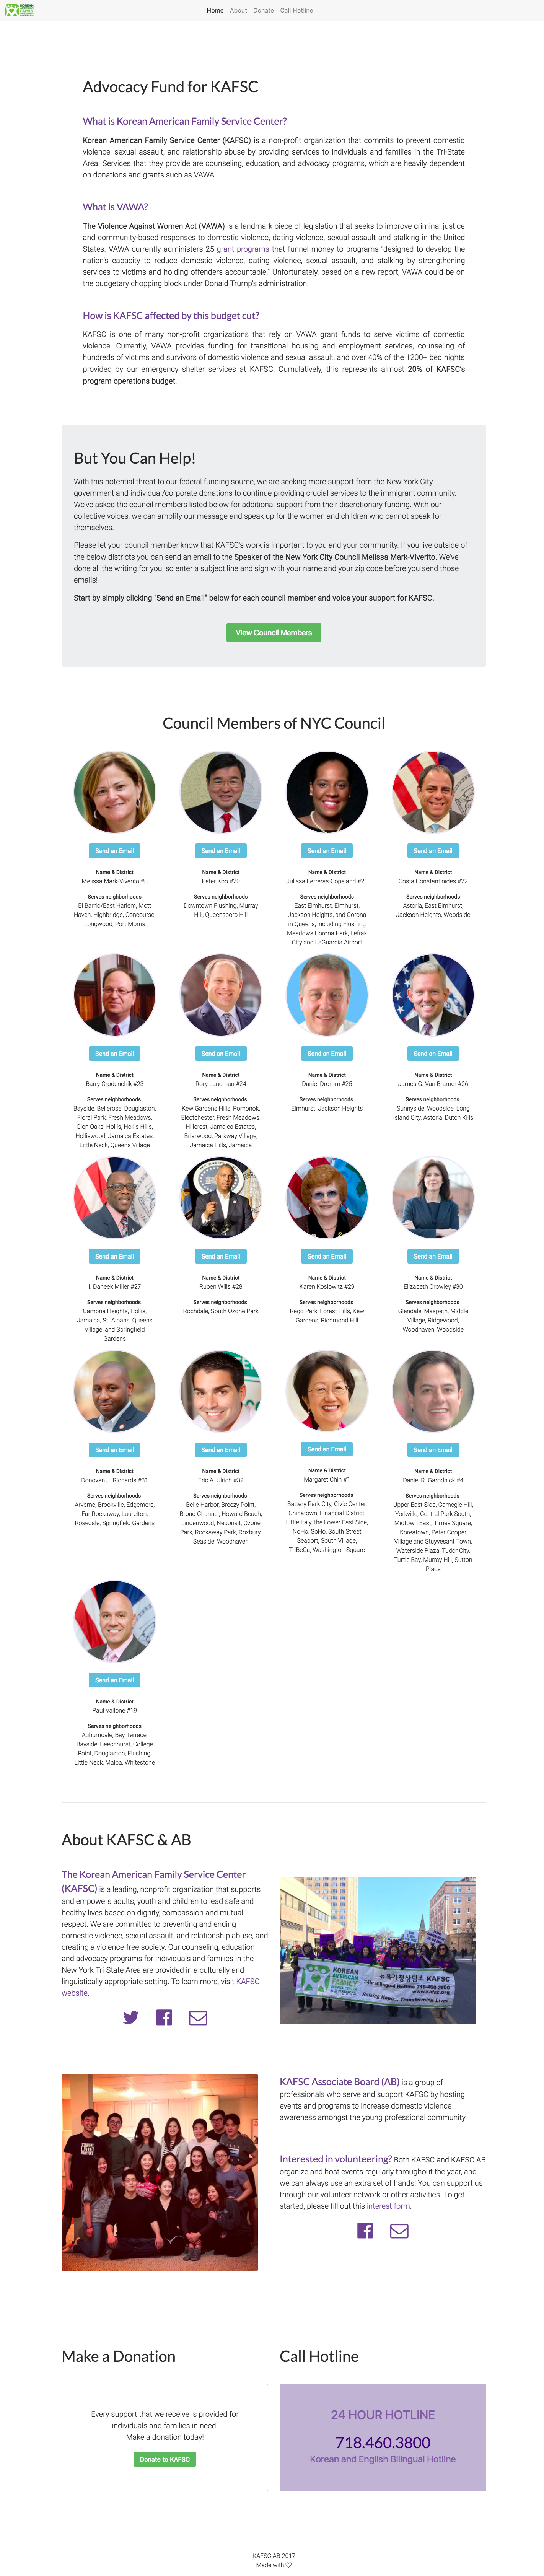 KOREAN
AMERICAN
FAMILY
Home About Donate Call Hotline
Advocacy Fund for KAFSC
What is Korean American Family Service Center?
Korean American Family Service Center (KAFSC) is a non-profit organization that commits to prevent domestic
violence, sexual assault, and relationship abuse by providing services to individuals and families in the Tri-State
Area. Services that they provide are counseling, education, and advocacy programs, which are heavily dependent
on donations and grants such as VAWA.
What is VAWA?
The Violence Against Women Act (VAWA) is a landmark piece of legislation that seeks to improve criminal justice
and community-based responses to domestic violence, dating violence, sexual assault and stalking in the United
States. VAWA currently administers 25 grant programs that funnel money to programs "designed to develop the
nation's capacity to reduce domestic violence, dating violence, sexual assault, and stalking by strengthening
services to victims and holding offenders accountable." Unfortunately, based on a new report, VAWA could be on
the budgetary chopping block under Donald Trump's administration.
How is KAFSC affected by this budget cut?
KAFSC is one of many non-profit organizations that rely on VAWA grant funds to serve victims of domestic
violence. Currently, VAWA provides funding for transitional housing and employment services, counseling of
hundreds of victims and survivors of domestic violence and sexual assault, and over 40% of the 1200+ bed nights
provided by our emergency shelter services at KAFSC. Cumulatively, this represents almost 20% of KAFSC's
program operations budget.
But You Can Help!
With this potential threat to our federal funding source, we are seeking more support from the New York City
government and individual/corporate donations to continue providing crucial services to the immigrant community.
We've asked the council members listed below for additional support from their discretionary funding. With our
collective voices, we can amplify our message and speak up for the women and children who cannot speak for
themselves.
Please let your council member know that KAFSC's work is important to you and your community. If you live outside of
the below districts you can send an email to the Speaker of the New York City Council Melissa Mark-Viverito. We've
done all the writing for you, so enter a subject line and sign with your name and your zip code before you send those
emails!
Start by simply clicking "Send an Email" below for each council member and voice your support for KAFSC.
View Council Members
Council Members of NYC Council
Send an Email
Name & District
Melissa Mark-Viverito #8
Serves neighborhoods
El Barrio/East Harlem, Mott
Haven, Highbridge, Concourse,
Longwood, Port Morris
Send an Email
Name & District
Peter Koo #20
Serves neighborhoods
Downtown Flushing, Murray
Hill, Queensboro Hill
Send an Email
Name & District
Julissa Ferreras-Copeland #21
Serves neighborhoods
East Elmhurst, Elmhurst,
Jackson Heights, and Corona
in Queens, including Flushing
Meadows Corona Park, Lefrak
City and LaGuardia Airport
Send an Email
Name & District
Costa Constantinides #22
Serves neighborhoods
Astoria, East Elmhurst,
Jackson Heights, Woodside
Send an Email
Name & District
Barry Grodenchik #23
Serves neighborhoods
Bayside, Bellerose, Douglaston,
Floral Park, Fresh Meadows,
Glen Oaks, Hollis, Hollis Hills,
Holliswood, Jamaica Estates,
Little Neck, Queens Village
Send an Email
Name & District
Rory Lancman #24
Serves neighborhoods
Kew Gardens Hills, Pomonok,
Electchester, Fresh Meadows,
Hillcrest, Jamaica Estates,
Briarwood, Parkway Village,
Jamaica Hills, Jamaica
Send an Email
Name & District
Daniel Dromm #25
Serves neighborhoods
Elmhurst, Jackson Heights
Send an Email
Name & District
James G. Van Bramer #26
Serves neighborhoods
Sunnyside, Woodside, Long
Island City, Astoria, Dutch Kills
Send an Email
Name & District
I. Daneek Miller #27
Serves neighborhoods
Cambria Heights, Hollis,
Jamaica, St. Albans, Queens
Village, and Springfield
Gardens
Send an Email
Name & District
Ruben Wills #28
Serves neighborhoods
Rochdale, South Ozone Park
Send an Email
Name & District
Karen Koslowitz #29
Serves neighborhoods
Rego Park, Forest Hills, Kew
Gardens, Richmond Hill
Send an Email
Name & District
Elizabeth Crowley #30
Serves neighborhoods
Glendale, Maspeth, Middle
Village, Ridgewood,
Woodhaven, Woodside
Send an Email
Name & District
Donovan J. Richards #31
Serves neighborhoods
Arverne, Brookville, Edgemere,
Far Rockaway, Laurelton,
Rosedale, Springfield Gardens
Send an Email
Name & District
Eric A. Ulrich #32
Serves neighborhoods
Belle Harbor, Breezy Point,
Broad Channel, Howard Beach,
Lindenwood, Neponsit, Ozone
Park, Rockaway Park, Roxbury,
Seaside, Woodhaven
Send an Email
Name & District
Margaret Chin #1
Serves neighborhoods
Battery Park City, Civic Center,
Chinatown, Financial District,
Little Italy, the Lower East Side,
NoHo, SoHo, South Street
Seaport, South Village,
TriBeCa, Washington Square
Send an Email
Name & District
Daniel R. Garodnick #4
Serves neighborhoods
Upper East Side, Carnegie Hill,
Yorkville, Central Park South,
Midtown East, Times Square,
Koreatown, Peter Cooper
Village and Stuyvesant Town,
Waterside Plaza, Tudor City,
Turtle Bay, Murray Hill, Sutton
Place
Send an Email
Name & District
Paul Vallone #19
Serves neighborhoods
Auburndale, Bay Terrace,
Bayside, Beechhurst, College
Point, Douglaston, Flushing,
Little Neck, Malba, Whitestone
About KAFSC & AB
The Korean American Family Service Center
(KAFSC) is a leading, nonprofit organization that supports
and empowers adults, youth and children to lead safe and
healthy lives based on dignity, compassion and mutual
respect. We are committed to preventing and ending
domestic violence, sexual assault, and relationship abuse, and
creating a violence-free society. Our counseling, education
and advocacy programs for individuals and families in the
New York Tri-State Area are provided in a culturally and
linguistically appropriate setting. To learn more, visit KAFSC
website.
KOREAN
AMERICAN
FAMILY
뉴욕가정상담소 KAFSC
24hr Bilingual Hotline 718-460-3800
www.kafsc.org
Raising Hope Transforming Lives
KAFSC Associate Board (AB) is a group of
professionals who serve and support KAFSC by hosting
events and programs to increase domestic violence
awareness amongst the young professional community.
Interested in volunteering? Both KAFSC and KAFSC AB
organize and host events regularly throughout the year, and
we can always use an extra set of hands! You can support us
through our volunteer network or other activities. To get
started, please fill out this interest form.
Make a Donation
Every support that we receive is provided for
individuals and families in need.
Make a donation today!
Donate to KAFSC
Call Hotline
24 HOUR HOTLINE
718.460.3800
Korean and English Bilingual Hotline
KAFSC AB 2017
Made with